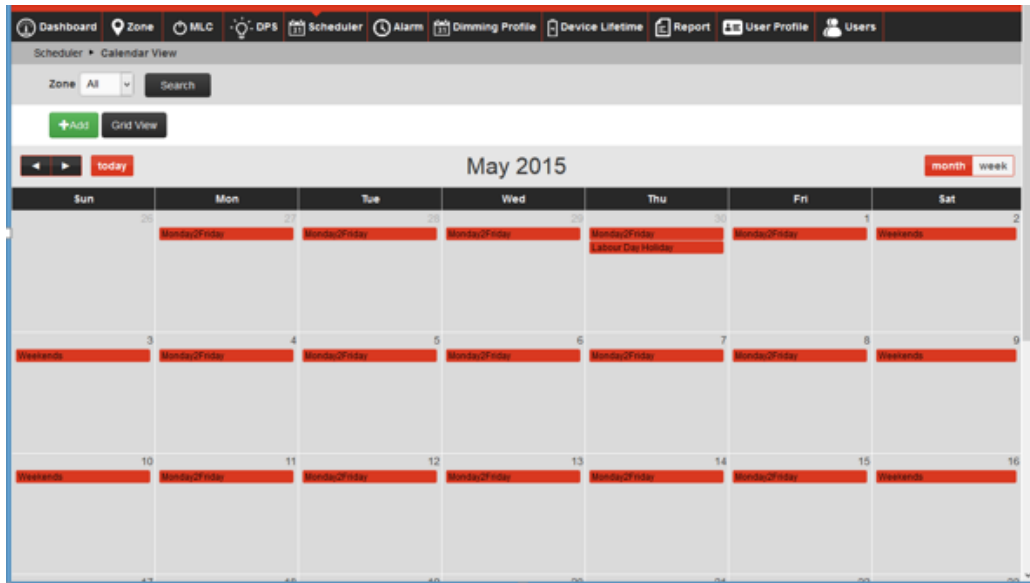 Dashboard Zone MLC DPS Scheduler Alarm Dimming Profile Device Lifetime Report User Profile Users
Scheduler Calendar View
Zone All Search
+Add Grid View
today May 2015 month week
Sun Mon Tue Wed Thu Fri Sat
26 27 28 29 30 1 2
Monday2Friday Monday2Friday Monday2Friday Monday2Friday Monday2Friday Weekends
Labour Day Holiday
3 4 5 6 7 8 9
Weekends Monday2Friday Monday2Friday Monday2Friday Monday2Friday Monday2Friday Weekends
10 11 12 13 14 15 16
Weekends Monday2Friday Monday2Friday Monday2Friday Monday2Friday Monday2Friday Weekends